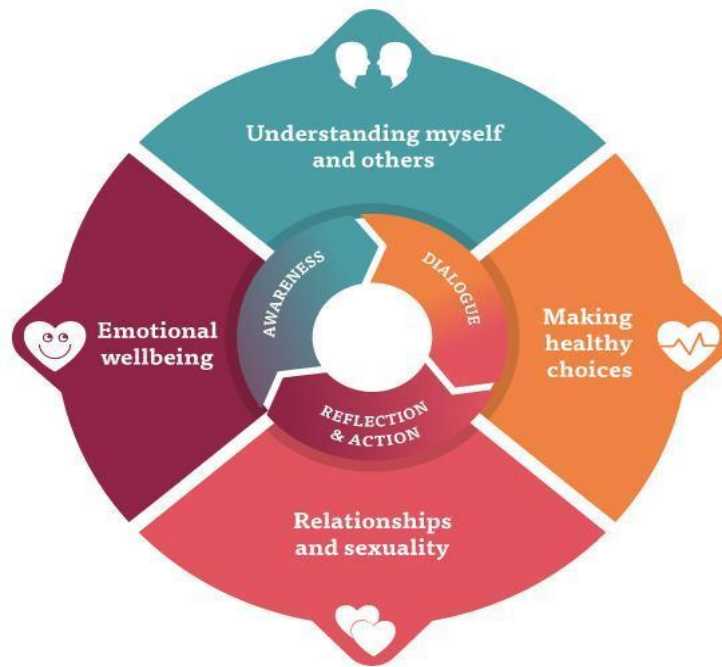 Understanding myself
and others
AWARENESS
DIALOGUE
Emotional
wellbeing
Making
healthy
choices
REFLECTION
& ACTION
Relationships
and sexuality